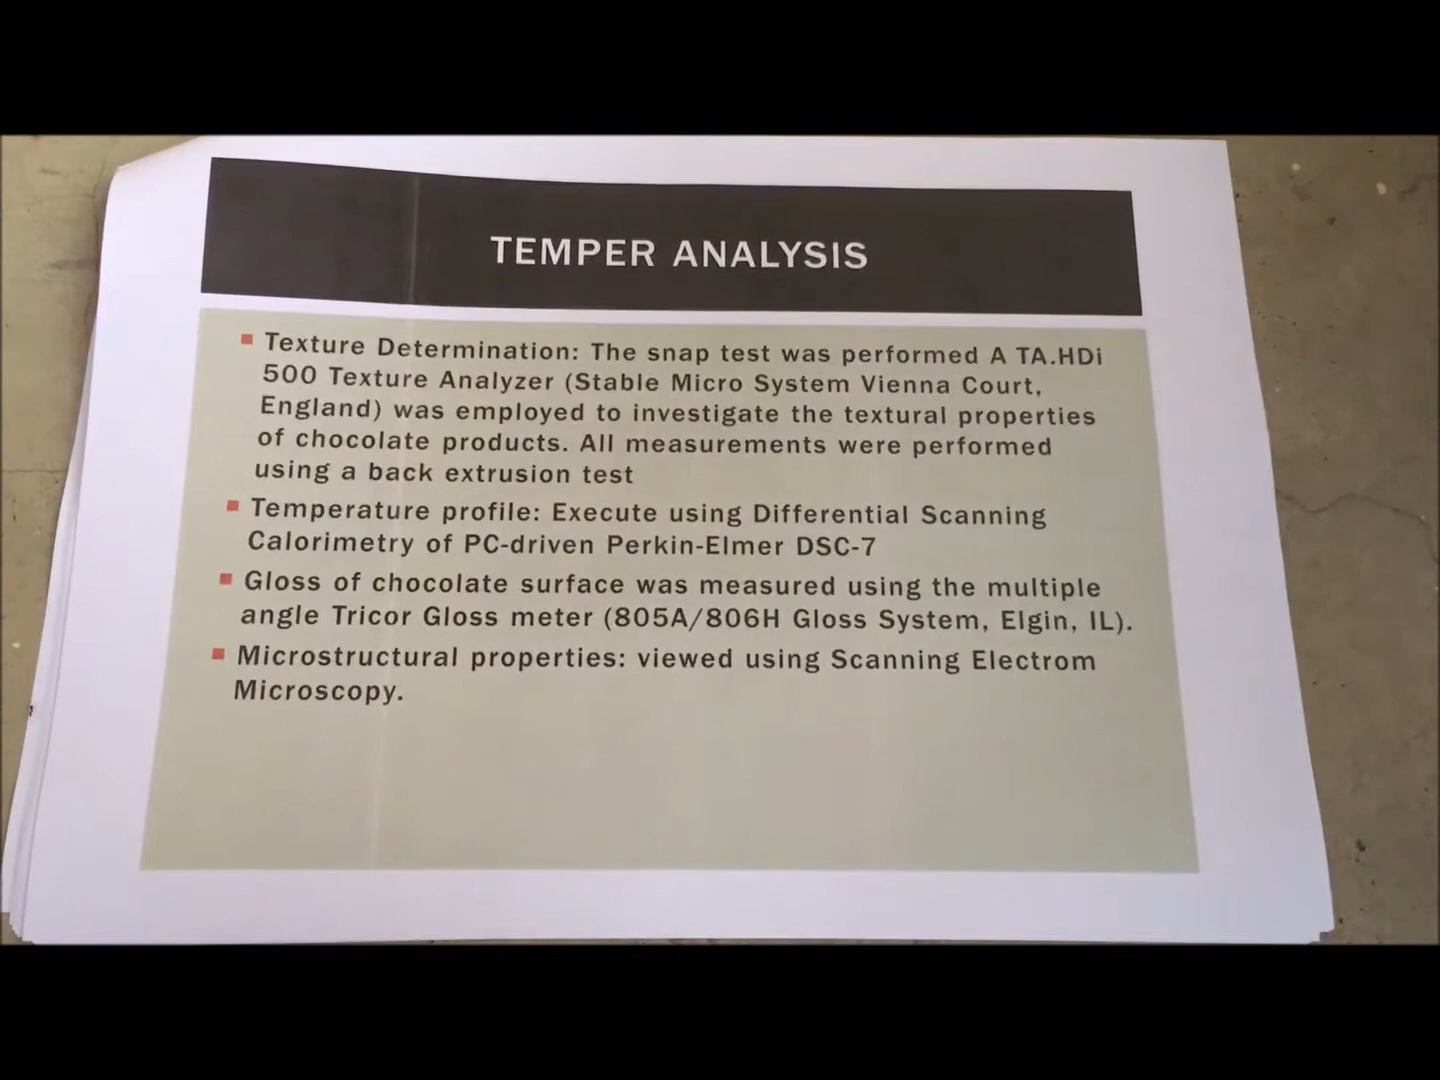 TEMPER ANALYSIS
Texture Determination: The snap test was performed A TA.HDi
500 Texture Analyzer (Stable Micro System Vienna Court,
England) was employed to investigate the textural properties
of chocolate products. All measurements were performed
using a back extrusion test
Temperature profile: Execute using Differential Scanning
Calorimetry of PC-driven Perkin-Elmer DSC-7
Gloss of chocolate surface was measured using the multiple
angle Tricor Gloss meter (805A/806H Gloss System, Elgin, IL).
Microstructural properties: viewed using Scanning Electrom
Microscopy.